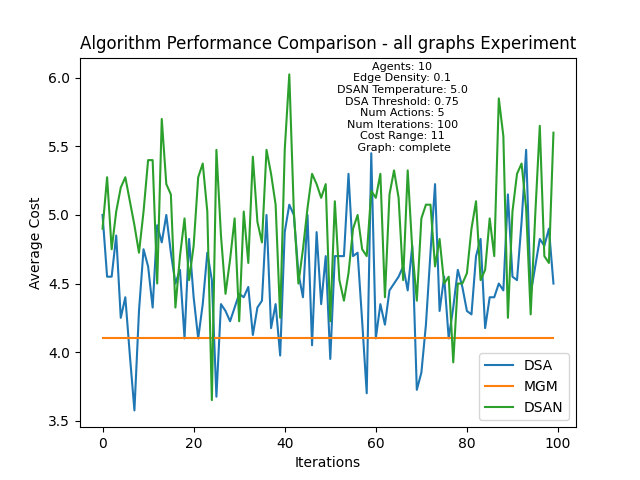 Algorithm Performance Comparison - all graphs Experiment
Agents: 10
Edge Density: 0.1
DSAN Temperature: 5.0
DSA Threshold: 0.75
Num Actions: 5
Num Iterations: 100
Cost Range: 11
Graph: complete
Average Cost
6.0
5.5
5.0
4.5
4.0
3.5
DSA
MGM
DSAN
0 20 40 60 80 100
Iterations